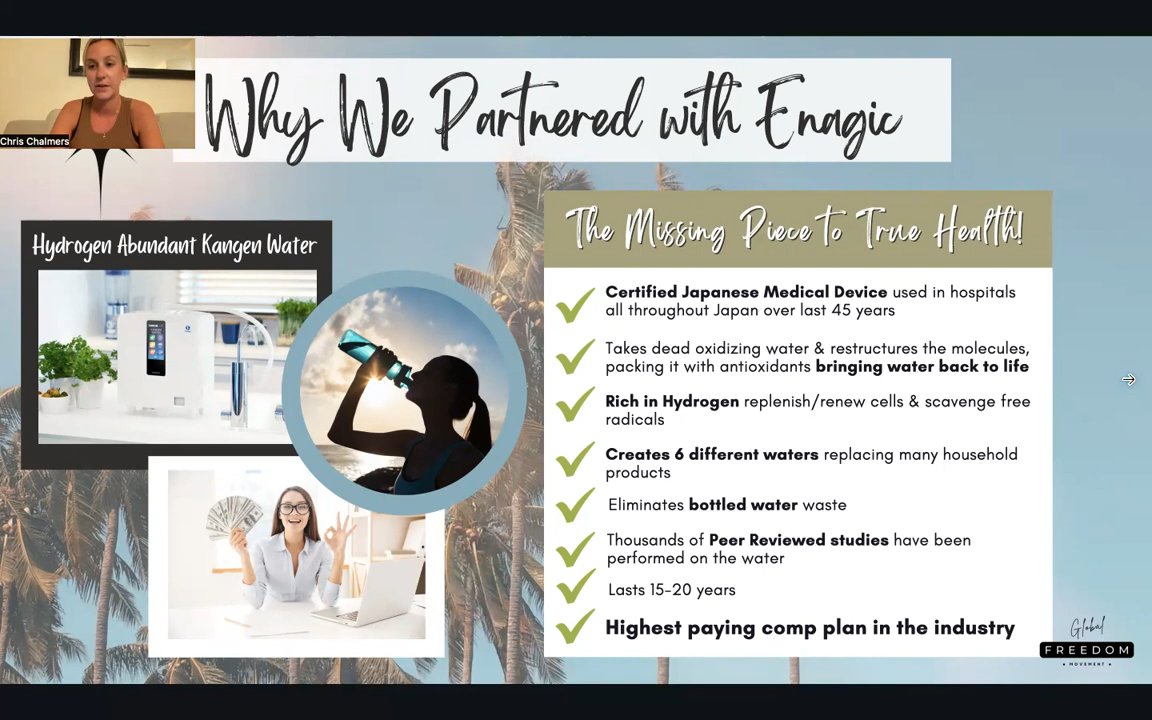 Why We Partnered with Enagic
Chris Chalmers
Hydrogen Abundant Kangen Water
The Missing Piece to True Health!
Certified Japanese Medical Device used in hospitals
all throughout Japan over last 45 years
Takes dead oxidizing water & restructures the molecules,
packing it with antioxidants bringing water back to life
Rich in Hydrogen replenish/renew cells & scavenge free
radicals
Creates 6 different waters replacing many household
products
Eliminates bottled water waste
Thousands of Peer Reviewed studies have been
performed on the water
Lasts 15-20 years
Highest paying comp plan in the industry
Global
FREEDOM
MOVEMENT